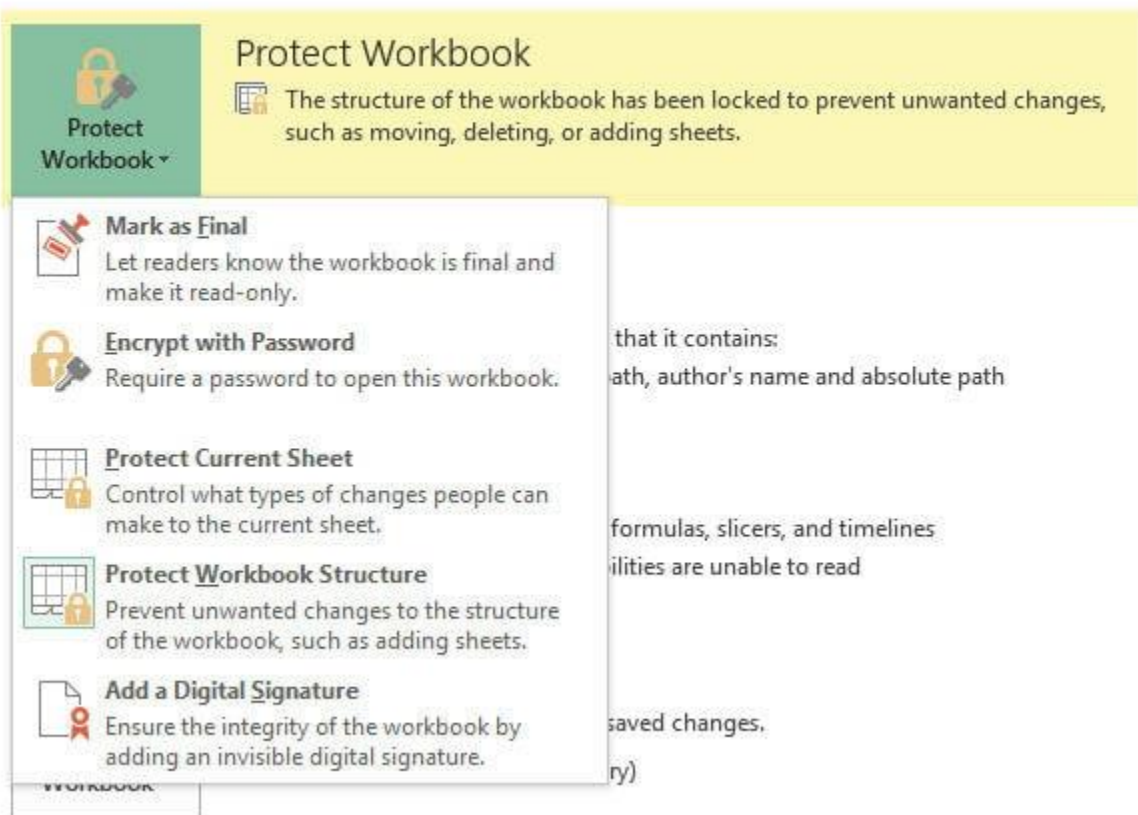 Protect
Workbook
Protect Workbook
The structure of the workbook has been locked to prevent unwanted changes,
such as moving, deleting, or adding sheets.
Mark as Final
Let readers know the workbook is final and
make it read-only.
Encrypt with Password
Require a password to open this workbook.
Protect Current Sheet
Control what types of changes people can
make to the current sheet.
Protect Workbook Structure
Prevent unwanted changes to the structure
of the workbook, such as adding sheets.
Add a Digital Signature
Ensure the integrity of the workbook by
adding an invisible digital signature.
that it contains:
ath, author's name and absolute path
formulas, slicers, and timelines
ilities are unable to read
saved changes.
ry)
Workbook